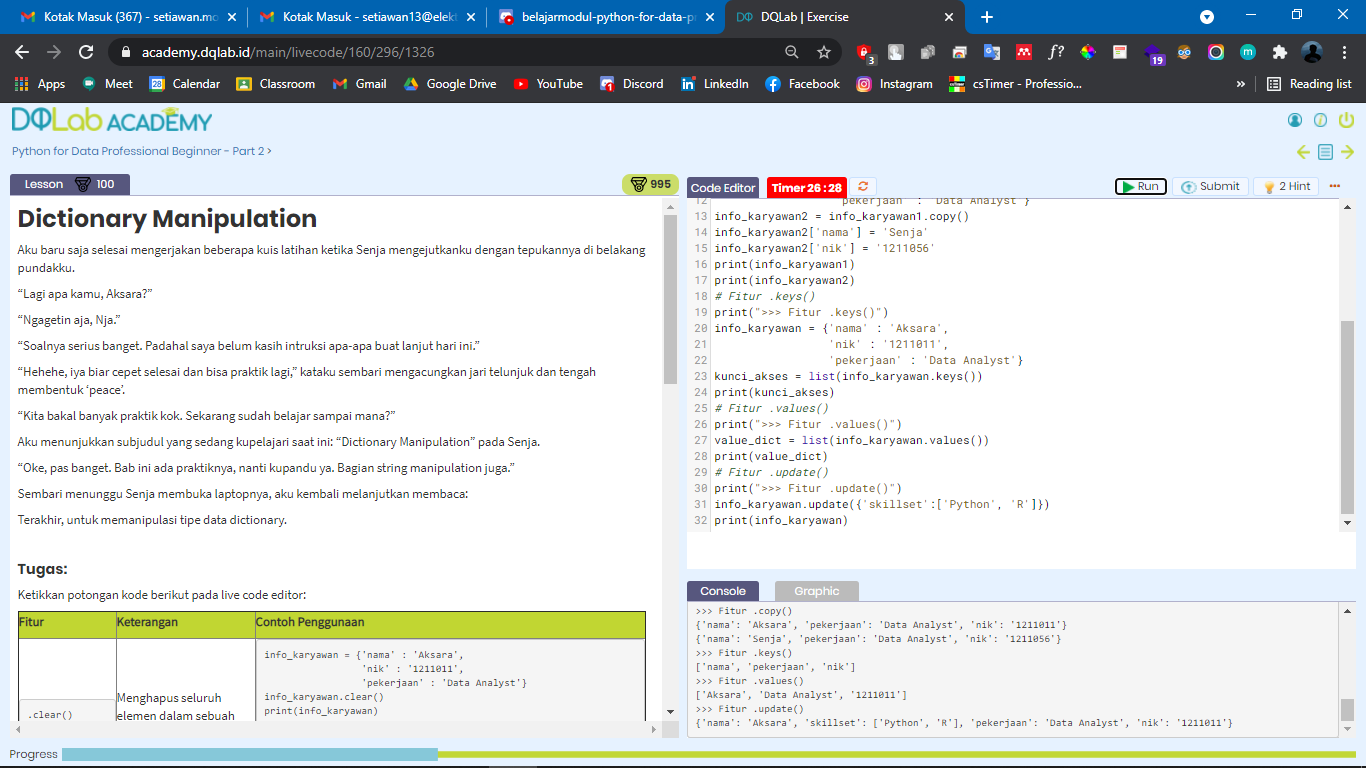 Kotak Masuk (367) - setiawan.mo
Kotak Masuk - setiawan13@elekt
belajarmodul-python-for-data-p
DQLab | Exercise
academy.dqlab.id/main/livecode/160/296/1326
3
19
Apps
Meet
28
Calendar
Classroom
Gmail
Google Drive
YouTube
Discord
LinkedIn
Facebook
Instagram
csTimer - Professio...
Reading list
DQLab ACADEMY
Python for Data Professional Beginner - Part 2 >
Lesson 100
995
Dictionary Manipulation
Aku baru saja selesai mengerjakan beberapa kuis latihan ketika Senja mengejutkanku dengan tepukannya di belakang
pundakku.
“Lagi apa kamu, Aksara?”
“Ngagetin aja, Nja.”
“Soalnya serius banget. Padahal saya belum kasih intruksi apa-apa buat lanjut hari ini.”
“Hehehe, iya biar cepet selesai dan bisa praktik lagi,” kataku sembari mengacungkan jari telunjuk dan tengah
membentuk ‘peace’.
“Kita bakal banyak praktik kok. Sekarang sudah belajar sampai mana?”
Aku menunjukkan subjudul yang sedang kupelajari saat ini: “Dictionary Manipulation” pada Senja.
“Oke, pas banget. Bab ini ada praktiknya, nanti kupandu ya. Bagian string manipulation juga.”
Sembari menunggu Senja membuka laptopnya, aku kembali melanjutkan membaca:
Terakhir, untuk memanipulasi tipe data dictionary.
Tugas:
Ketikkan potongan kode berikut pada live code editor:
Fitur Keterangan Contoh Penggunaan
.clear()
Menghapus seluruh
elemen dalam sebuah
info_karyawan = {'nama' : 'Aksara',
'nik' : '1211011',
'pekerjaan' : 'Data Analyst'}
info_karyawan.clear()
print(info_karyawan)
Code Editor
Timer 26 : 28
Run
Submit
2 Hint
12 'pekerjaan' : 'Data Analyst'}
13 info_karyawan2 = info_karyawan1.copy()
14 info_karyawan2['nama'] = 'Senja'
15 info_karyawan2['nik'] = '1211056'
16 print(info_karyawan1)
17 print(info_karyawan2)
18 # Fitur .keys()
19 print(">>> Fitur .keys()")
20 info_karyawan = {'nama' : 'Aksara',
21 'nik' : '1211011',
22 'pekerjaan' : 'Data Analyst'}
23 kunci_akses = list(info_karyawan.keys())
24 print(kunci_akses)
25 # Fitur .values()
26 print(">>> Fitur .values()")
27 value_dict = list(info_karyawan.values())
28 print(value_dict)
29 # Fitur .update()
30 print(">>> Fitur .update()")
31 info_karyawan.update({'skillset':['Python', 'R']})
32 print(info_karyawan)
Console
Graphic
>>> Fitur .copy()
{'nama': 'Aksara', 'pekerjaan': 'Data Analyst', 'nik': '1211011'}
{'nama': 'Senja', 'pekerjaan': 'Data Analyst', 'nik': '1211056'}
>>> Fitur .keys()
['nama', 'pekerjaan', 'nik']
>>> Fitur .values()
['Aksara', 'Data Analyst', '1211011']
>>> Fitur .update()
{'nama': 'Aksara', 'skillset': ['Python', 'R'], 'pekerjaan': 'Data Analyst', 'nik': '1211011'}
Progress